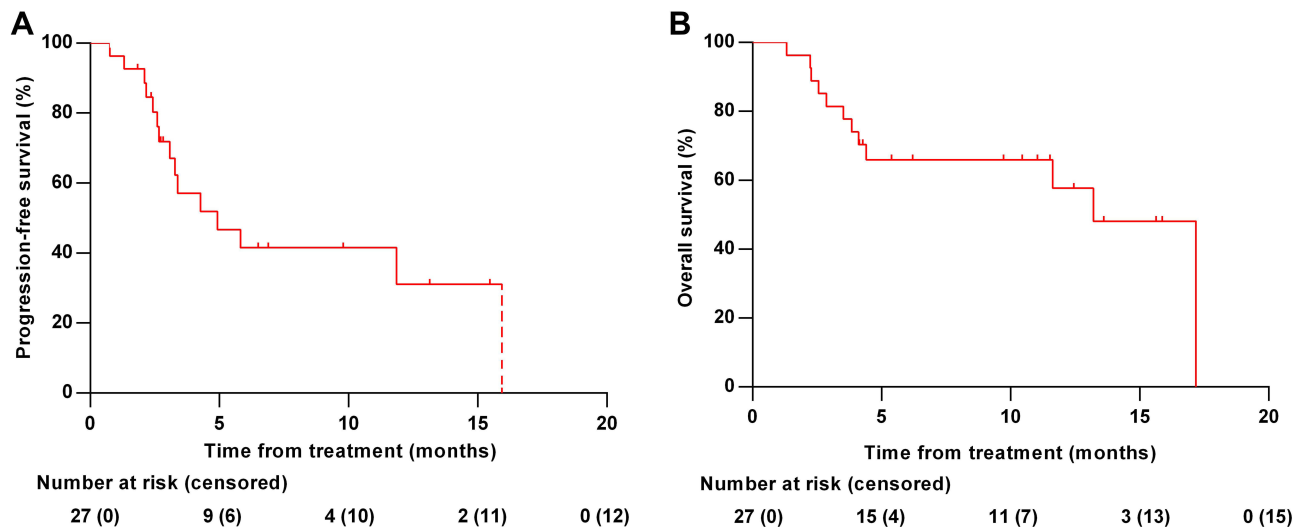 A
Progression-free survival (%)
100
80
60
40
20
0
0 5 10 15 20
Time from treatment (months)
Number at risk (censored)
27 (0) 9 (6) 4 (10) 2 (11) 0 (12)
B
Overall survival (%)
100
80
60
40
20
0
0 5 10 15 20
Time from treatment (months)
Number at risk (censored)
27 (0) 15 (4) 11 (7) 3 (13) 0 (15)